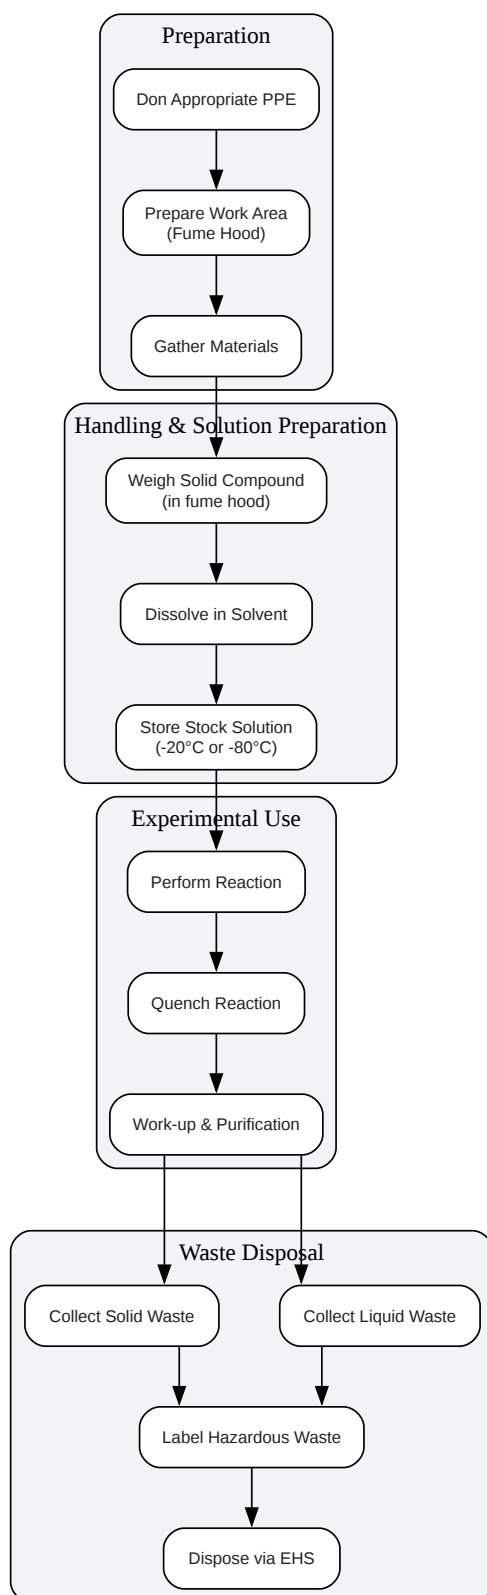 Preparation
Don Appropriate PPE
Prepare Work Area
(Fume Hood)
Gather Materials
Handling & Solution Preparation
Weigh Solid Compound
(in fume hood)
Dissolve in Solvent
Store Stock Solution
(-20°C or -80°C)
Experimental Use
Perform Reaction
Quench Reaction
Work-up & Purification
Waste Disposal
Collect Solid Waste
Collect Liquid Waste
Label Hazardous Waste
Dispose via EHS